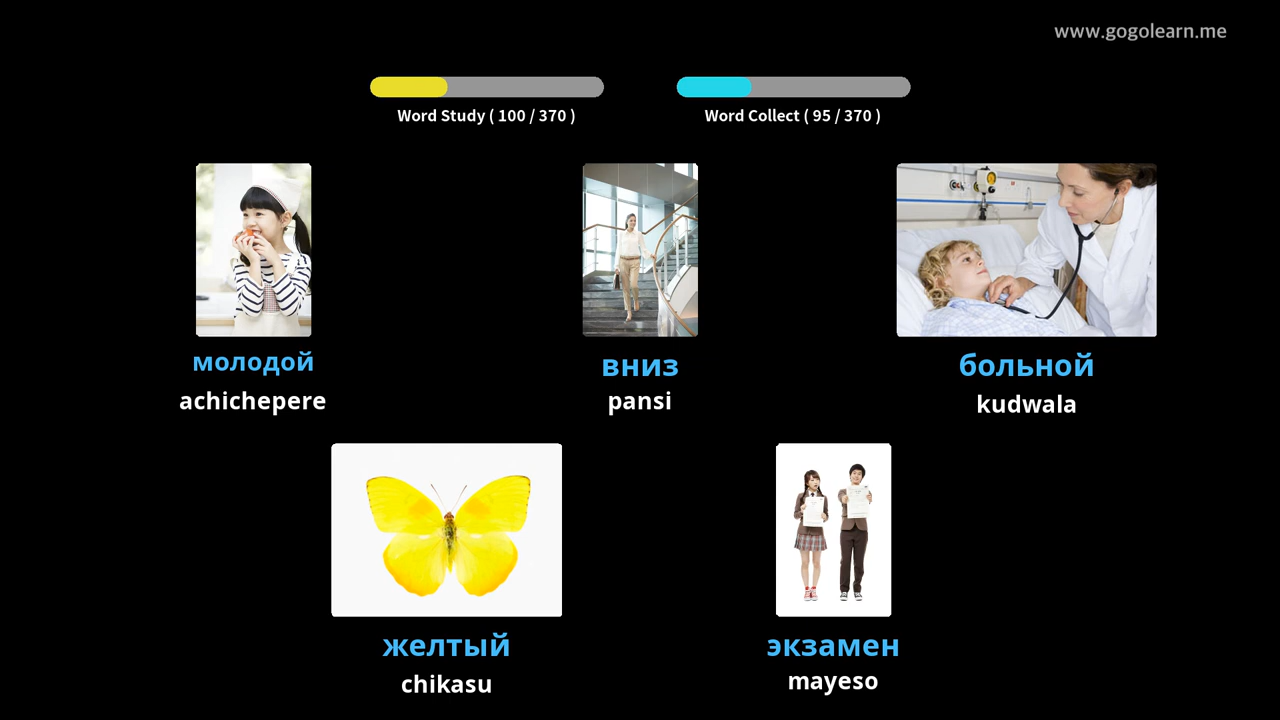 www.gogolearn.me
Word Study ( 100 / 370 )
Word Collect ( 95 / 370 )
молодой
achichepere
вниз
pansi
больной
kudwala
желтый
chikasu
экзамен
mayeso